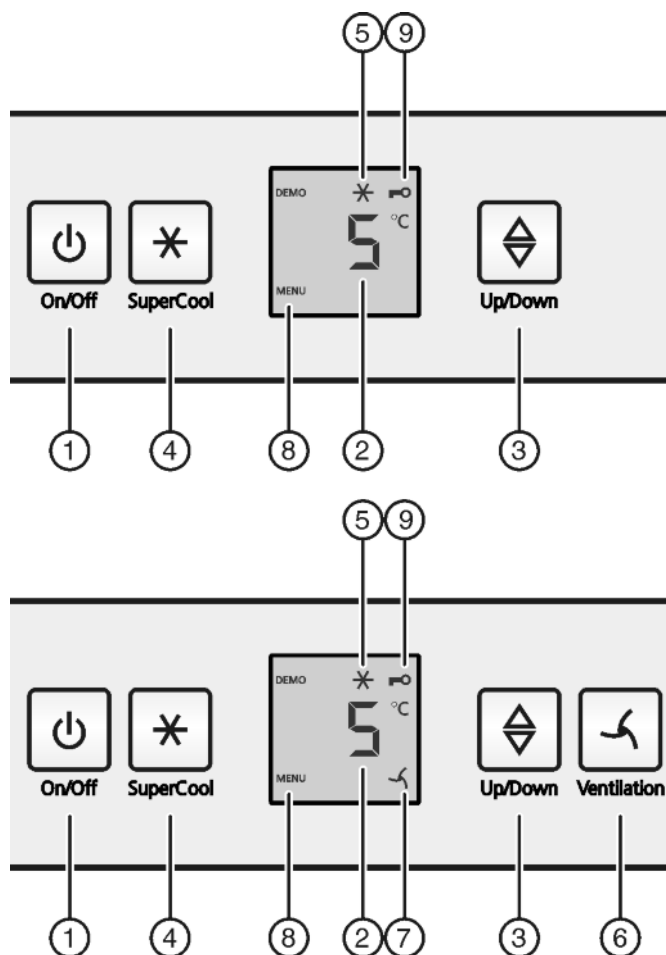 5 9
DEMO
5 °C
MENU
On/Off SuperCool Up/Down
1 4 8 2 3
5 9
DEMO
5 °C
MENU
On/Off SuperCool Up/Down Ventilation
1 4 8 2 7 3 6